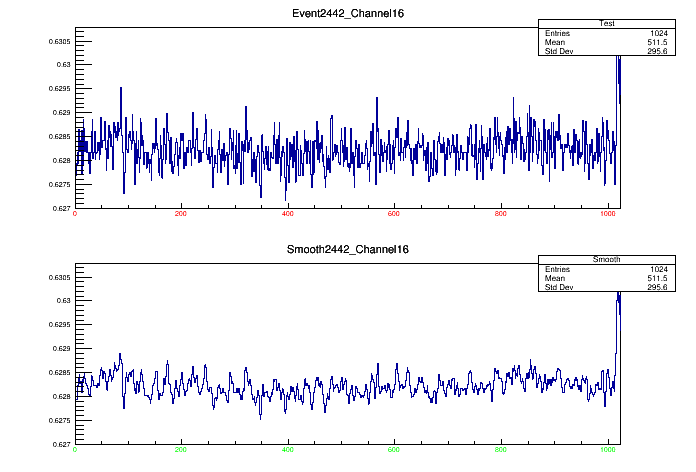 Event2442_Channel16
Test
Entries 1024
Mean 511.5
Std Dev 295.6
0.6305
0.63
0.6295
0.629
0.6285
0.628
0.6275
0.627
0 200 400 600 800 1000
Smooth2442_Channel16
Smooth
Entries 1024
Mean 511.5
Std Dev 295.6
0.6305
0.63
0.6295
0.629
0.6285
0.628
0.6275
0.627
0 200 400 600 800 1000